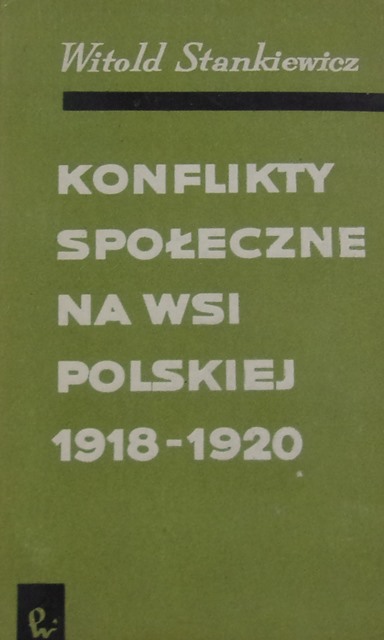 Witold Stankiewicz
KONFLIKTY
SPOŁECZNE
NA WSI
POLSKIEJ
1918-1920